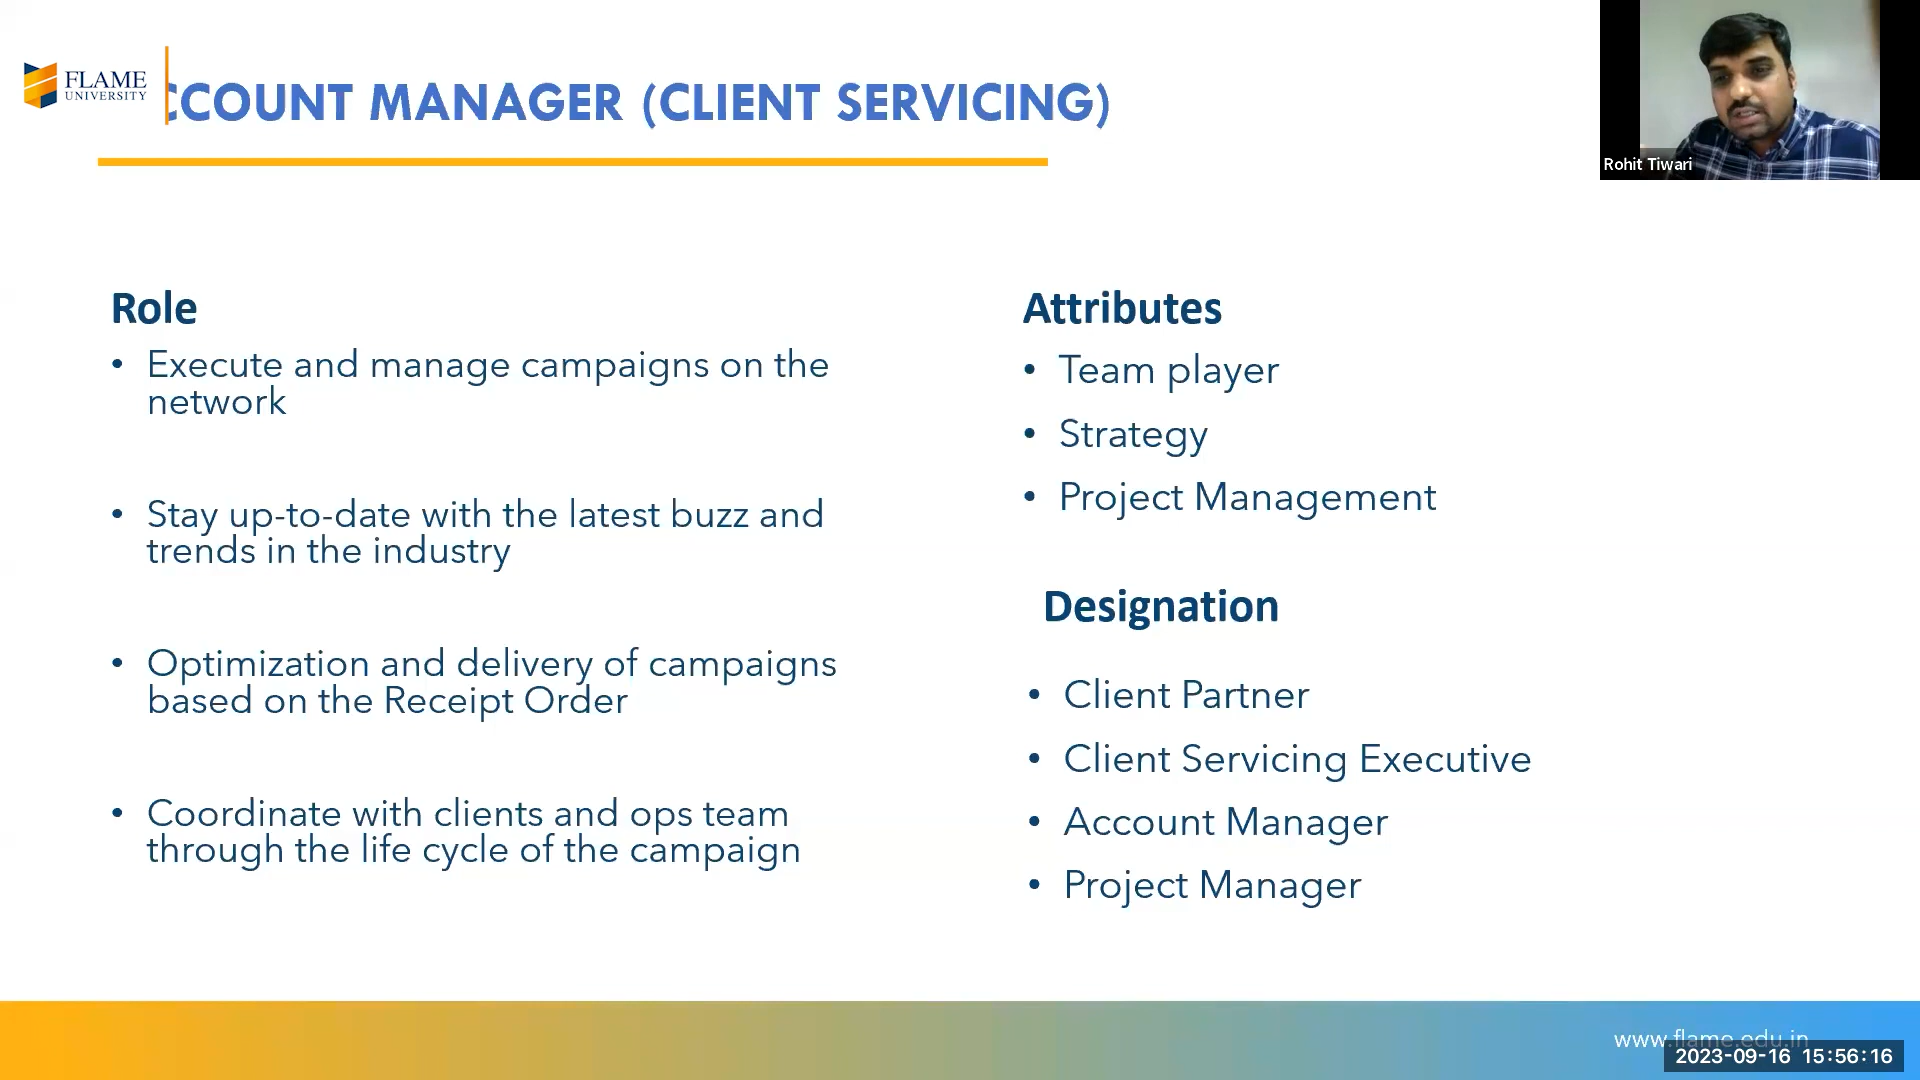 FLAME
UNIVERSITY
CCOUNT MANAGER (CLIENT SERVICING)
Rohit Tiwari
Role
• Execute and manage campaigns on the
network
• Stay up-to-date with the latest buzz and
trends in the industry
• Optimization and delivery of campaigns
based on the Receipt Order
• Coordinate with clients and ops team
through the life cycle of the campaign
Attributes
• Team player
• Strategy
• Project Management
Designation
• Client Partner
• Client Servicing Executive
• Account Manager
• Project Manager
www.flame.edu.in
2023-09-16 15:56:16